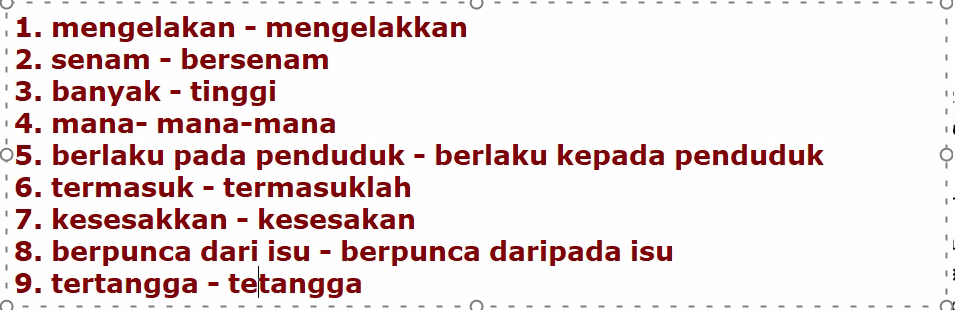 1. mengelakan - mengelakkan
2. senam - bersenam
3. banyak - tinggi
4. mana- mana-mana
5. berlaku pada penduduk - berlaku kepada penduduk
6. termasuk - termasuklah
7. kesesakkan - kesesakan
8. berpunca dari isu - berpunca daripada isu
9. tertangga - tetangga